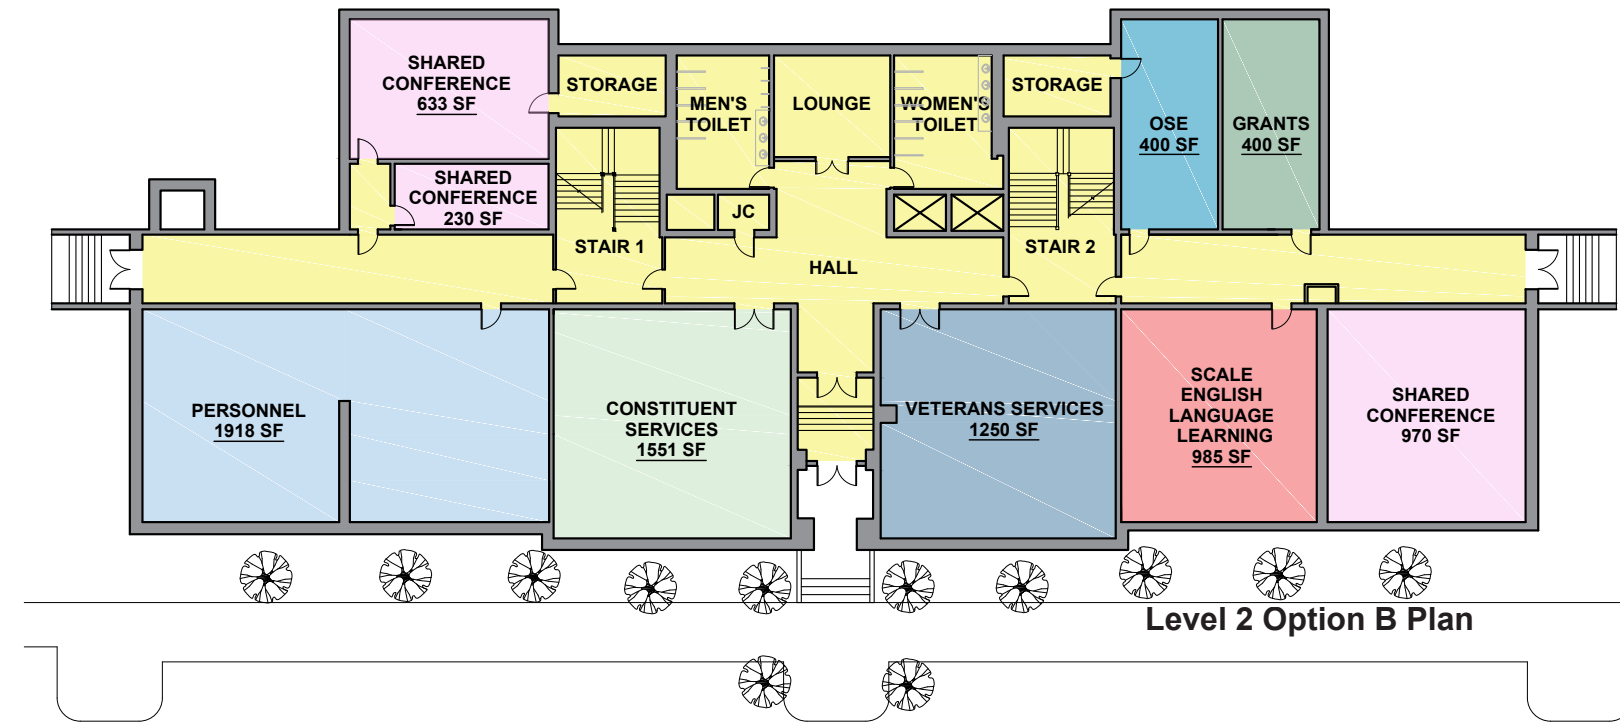 SHARED
CONFERENCE
633 SF
STORAGE
MEN'S
TOILET
LOUNGE
WOMEN'S
TOILET
STORAGE
OSE
400 SF
GRANTS
400 SF
SHARED
CONFERENCE
230 SF
JC
STAIR 1
HALL
STAIR 2
PERSONNEL
1918 SF
CONSTITUENT
SERVICES
1551 SF
VETERANS SERVICES
1250 SF
SCALE
ENGLISH
LANGUAGE
LEARNING
985 SF
SHARED
CONFERENCE
970 SF
Level 2 Option B Plan